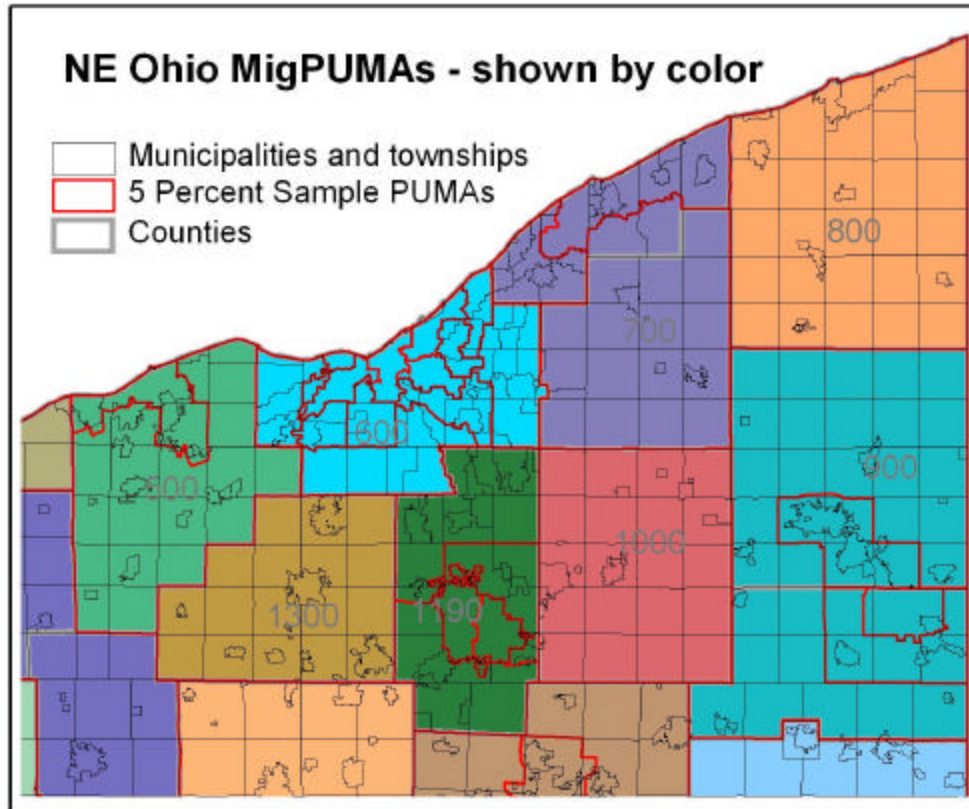 NE Ohio MigPUMAs - shown by color
Municipalities and townships
5 Percent Sample PUMAs
Counties
800
700
600
500
900
1000
1300
1190